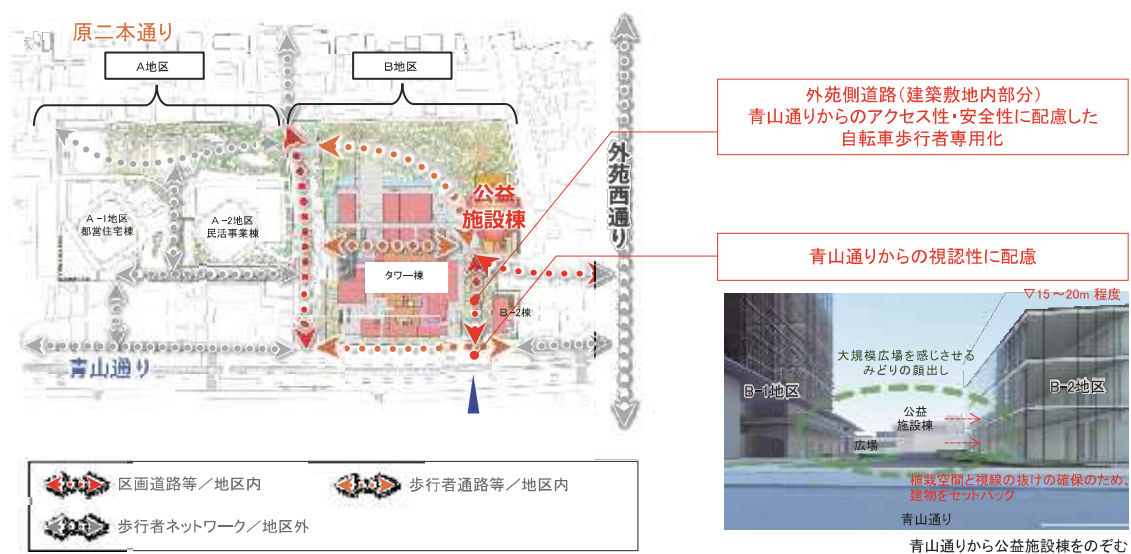 原二本通り
A地区
B地区
公益
施設棟
A-1地区
都営住宅棟
A-2地区
民活事業棟
タワー棟
B-2棟
青山通り
外苑西通り
外苑側道路(建築敷地内部分)
青山通りからのアクセス性・安全性に配慮した
自転車歩行者専用化
青山通りからの視認性に配慮
▽15~20m 程度
大規模広場を感じさせる
みどりの顔出し
B-1地区
B-2地区
公益
施設棟
広場
植栽空間と視線の抜けの確保のため、
建物をセットバック
青山通り
青山通りから公益施設棟をのぞむ
区画道路等/地区内
歩行者通路等/地区内
歩行者ネットワーク/地区外